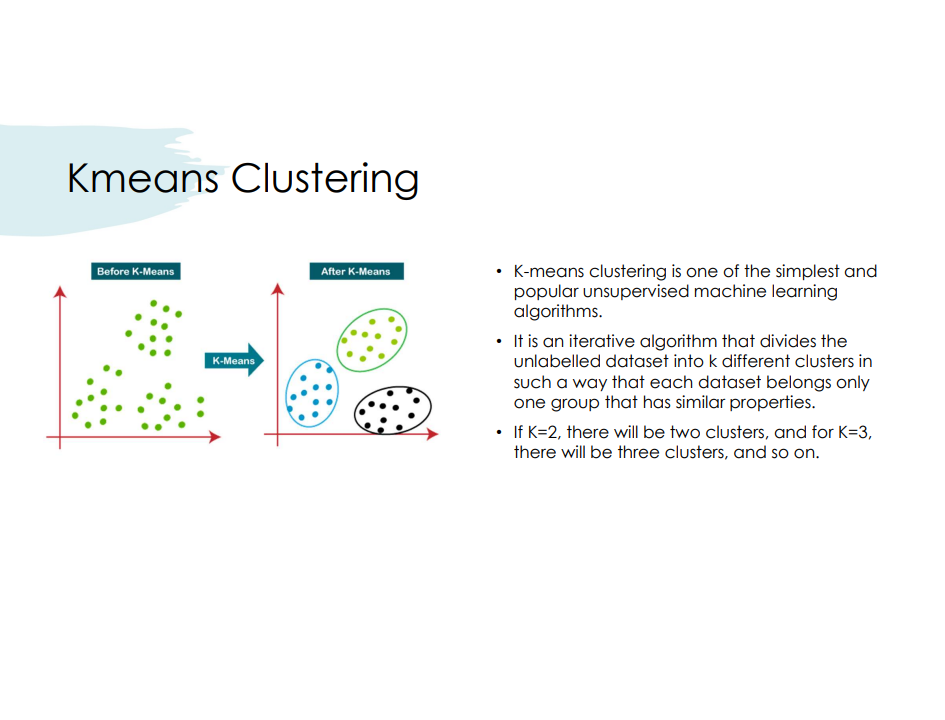 Kmeans Clustering
Before K-Means
After K-Means
K-Means
• K-means clustering is one of the simplest and
popular unsupervised machine learning
algorithms.
• It is an iterative algorithm that divides the
unlabelled dataset into k different clusters in
such a way that each dataset belongs only
one group that has similar properties.
• If K=2, there will be two clusters, and for K=3,
there will be three clusters, and so on.